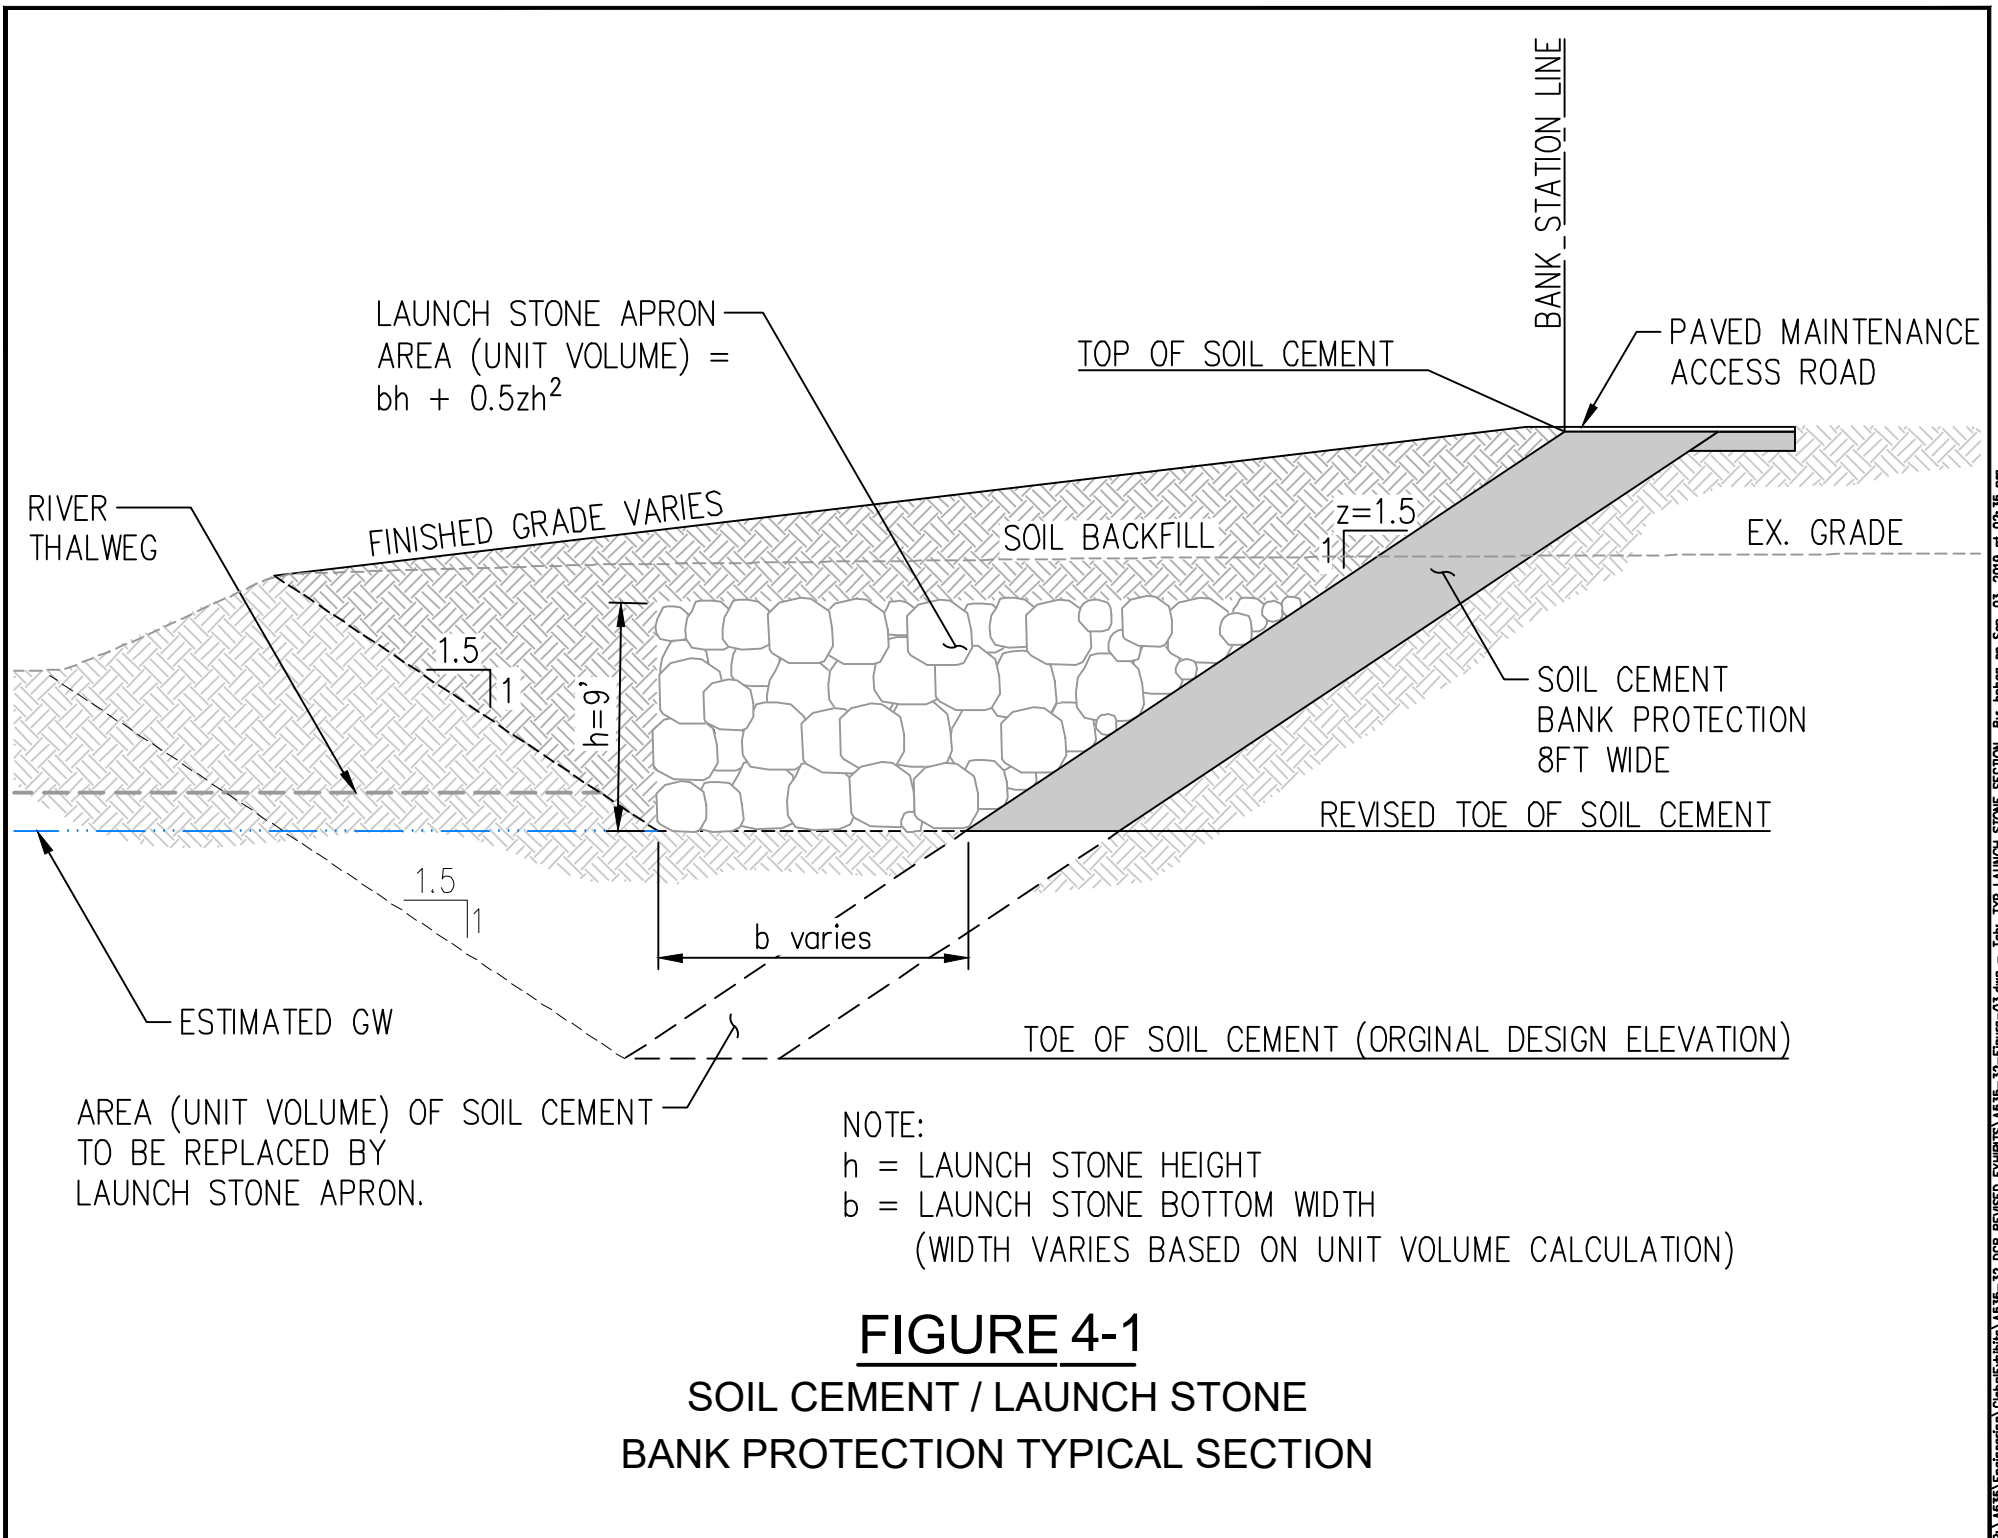 BANK STATION LINE
LAUNCH STONE APRON
AREA (UNIT VOLUME) =
bh + 0.5zh²
TOP OF SOIL CEMENT
PAVED MAINTENANCE
ACCESS ROAD
RIVER
THALWEG
FINISHED GRADE VARIES
SOIL BACKFILL
z=1.5
1
EX. GRADE
1.5
1
h=9'
SOIL CEMENT
BANK PROTECTION
8FT WIDE
REVISED TOE OF SOIL CEMENT
1.5
1
b varies
ESTIMATED GW
TOE OF SOIL CEMENT (ORGINAL DESIGN ELEVATION)
AREA (UNIT VOLUME) OF SOIL CEMENT
TO BE REPLACED BY
LAUNCH STONE APRON.
NOTE:
h = LAUNCH STONE HEIGHT
b = LAUNCH STONE BOTTOM WIDTH
(WIDTH VARIES BASED ON UNIT VOLUME CALCULATION)
FIGURE 4-1
SOIL CEMENT / LAUNCH STONE
BANK PROTECTION TYPICAL SECTION